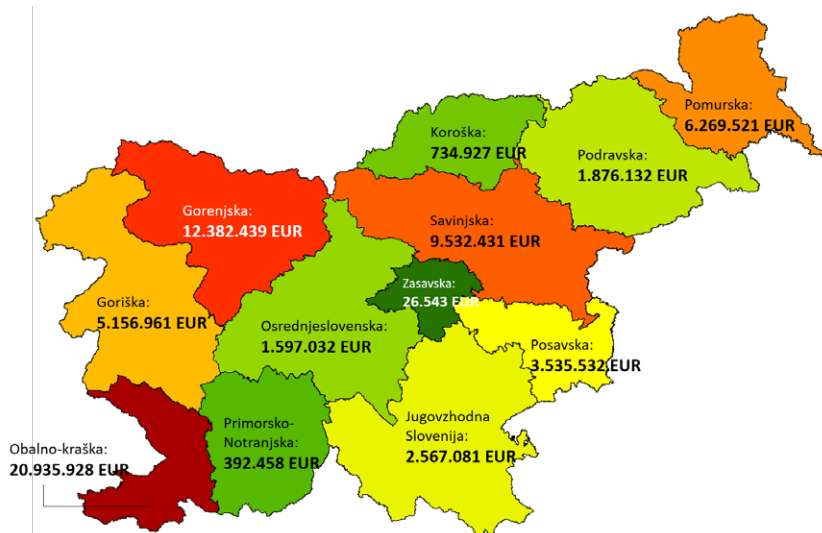 Pomurska:
6.269.521 EUR
Koroška:
734.927 EUR
Podravska:
1.876.132 EUR
Gorenjska:
12.382.439 EUR
Savinjska:
9.532.431 EUR
Zasavska:
26.543 EUR
Goriška:
5.156.961 EUR
Osrednjeslovenska:
1.597.032 EUR
Posavska:
3.535.532 EUR
Primorsko-
Notranjska:
392.458 EUR
Jugovzhodna
Slovenija:
2.567.081 EUR
Obalno-kraška:
20.935.928 EUR